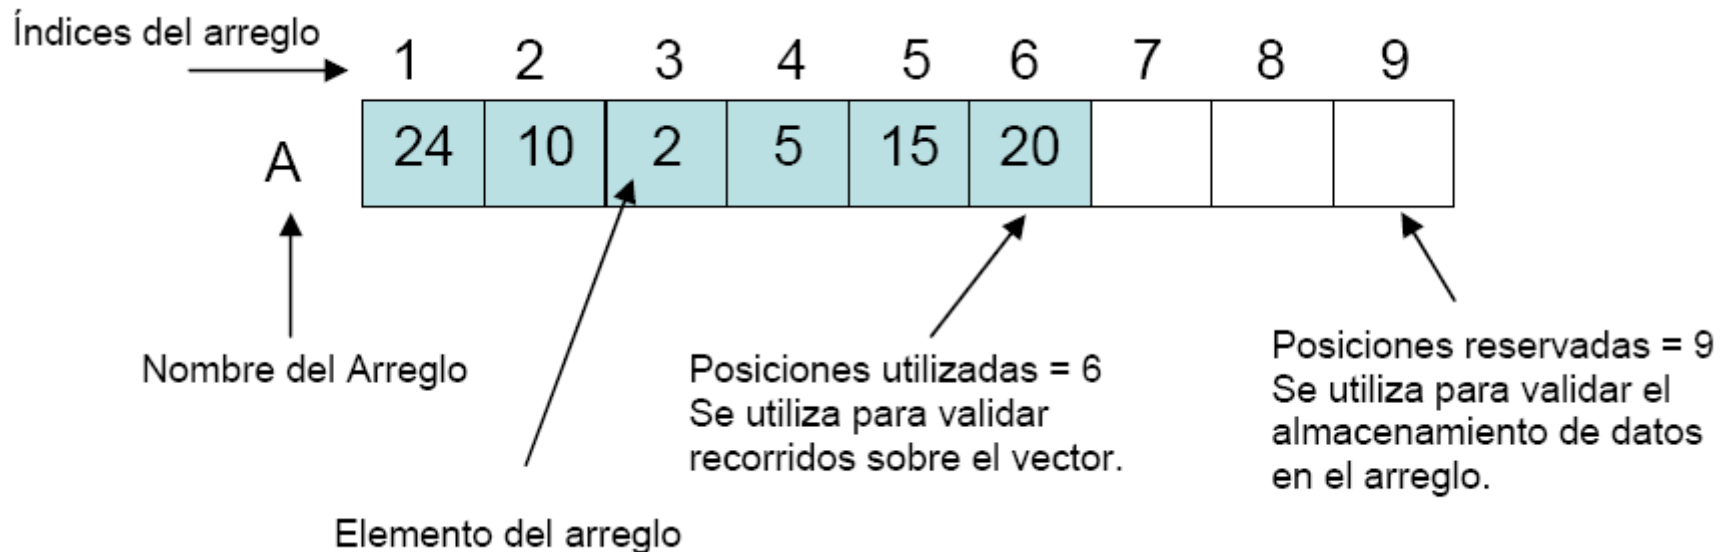 Índices del arreglo
1 2 3 4 5 6 7 8 9
A 24 10 2 5 15 20
Nombre del Arreglo
Posiciones utilizadas = 6
Se utiliza para validar
recorridos sobre el vector.
Posiciones reservadas = 9
Se utiliza para validar el
almacenamiento de datos
en el arreglo.
Elemento del arreglo